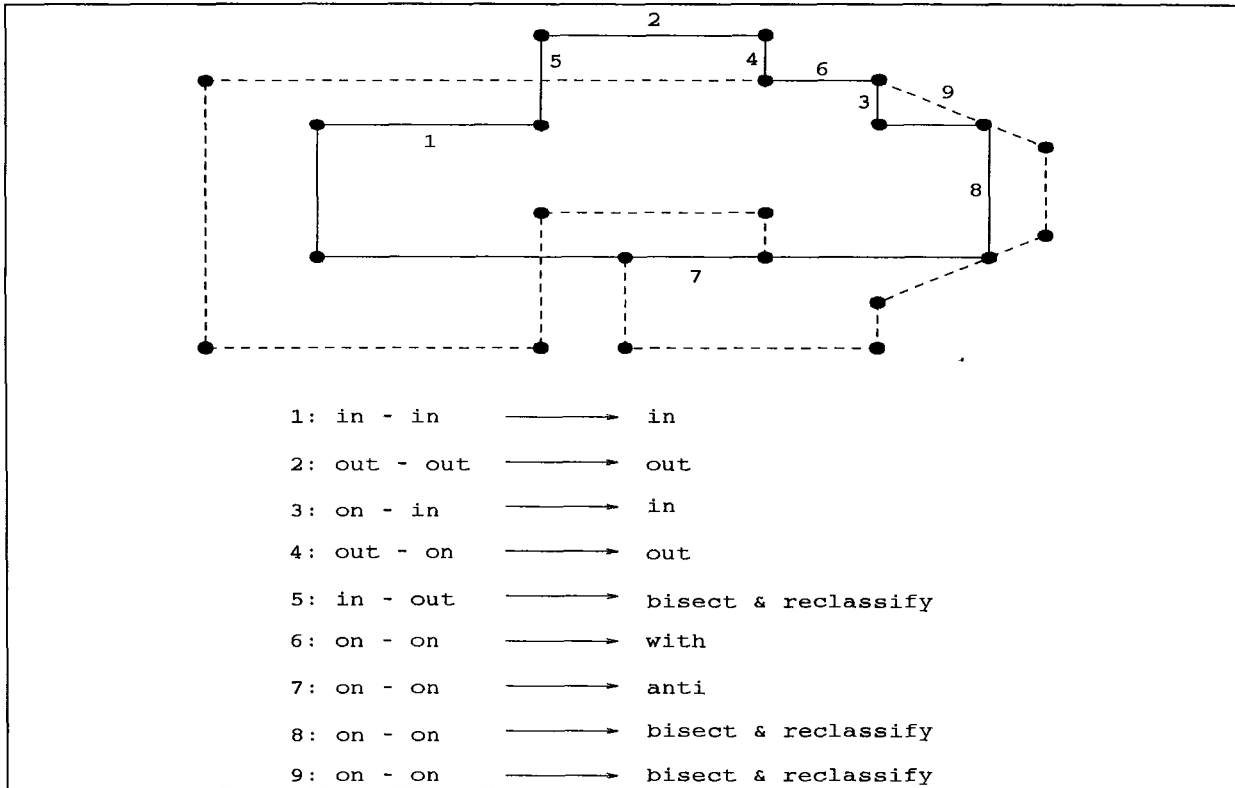 2
5
4
6
3
9
1
8
7
1: in - in in
2: out - out out
3: on - in in
4: out - on out
5: in - out bisect & reclassify
6: on - on with
7: on - on anti
8: on - on bisect & reclassify
9: on - on bisect & reclassify